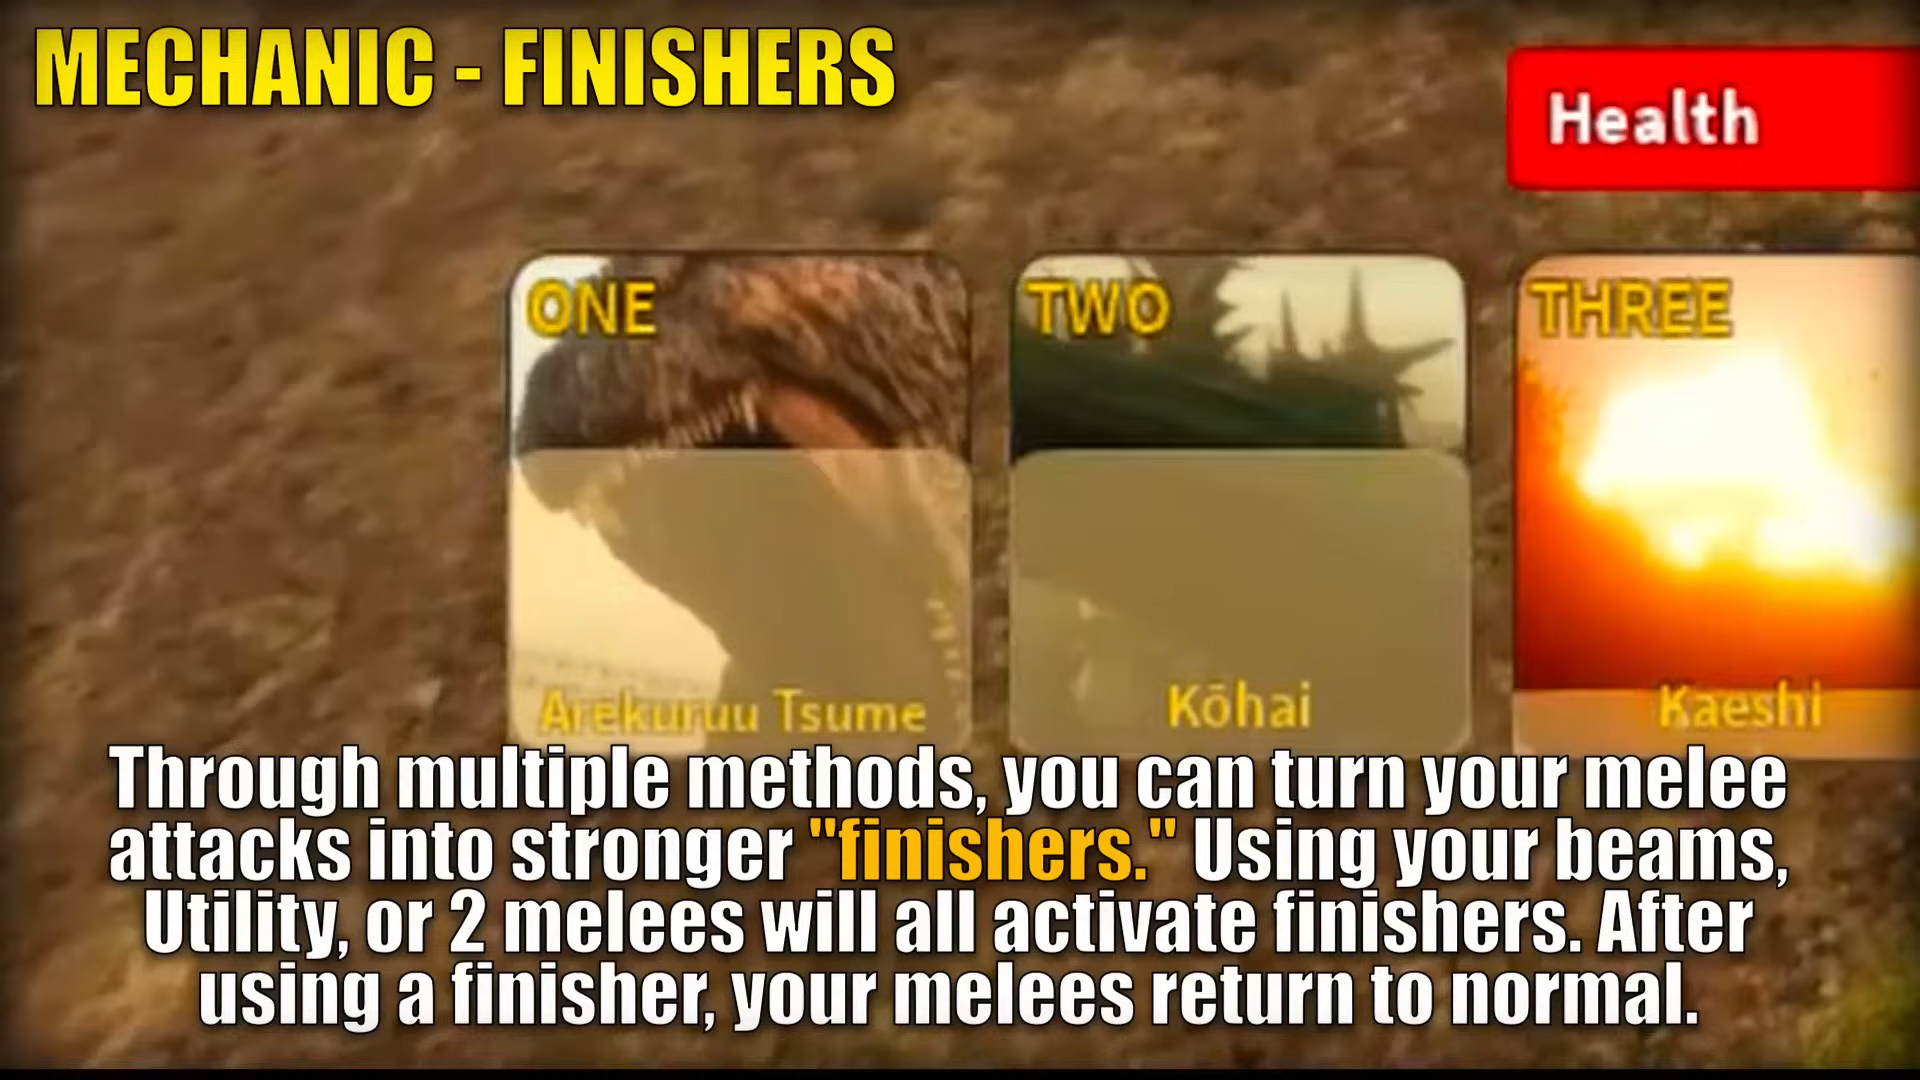 MECHANIC - FINISHERS
Health
ONE
TWO
THREE
Arekuruu Tsume
Kōhai
Kaeshi
Through multiple methods, you can turn your melee
attacks into stronger "finishers." Using your beams,
Utility, or 2 melees will all activate finishers. After
using a finisher, your melees return to normal.